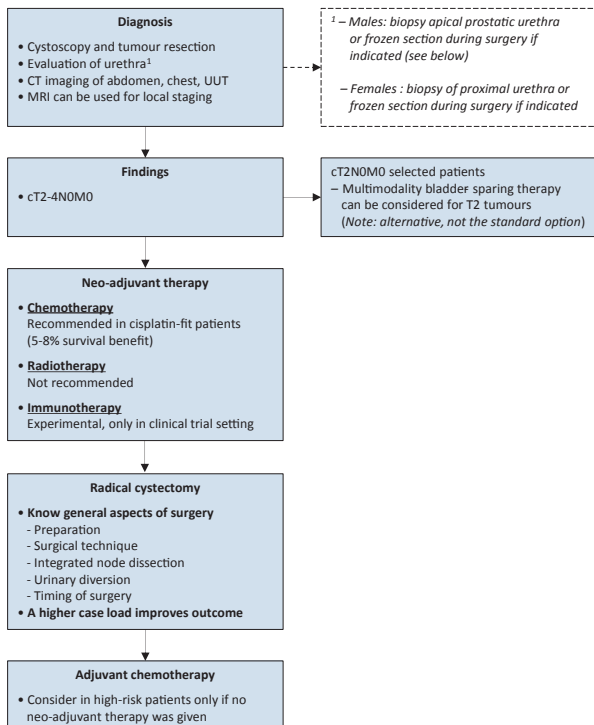 Diagnosis
• Cystoscopy and tumour resection
• Evaluation of urethra¹
• CT imaging of abdomen, chest, UUT
• MRI can be used for local staging
¹ – Males: biopsy apical prostatic urethra
or frozen section during surgery if
indicated (see below)
– Females : biopsy of proximal urethra or
frozen section during surgery if indicated
Findings
• cT2-4N0M0
cT2N0M0 selected patients
– Multimodality bladder-sparing therapy
can be considered for T2 tumours
(Note: alternative, not the standard option)
Neo-adjuvant therapy
• Chemotherapy
Recommended in cisplatin-fit patients
(5-8% survival benefit)
• Radiotherapy
Not recommended
• Immunotherapy
Experimental, only in clinical trial setting
Radical cystectomy
• Know general aspects of surgery
- Preparation
- Surgical technique
- Integrated node dissection
- Urinary diversion
- Timing of surgery
• A higher case load improves outcome
Adjuvant chemotherapy
• Consider in high-risk patients only if no
neo-adjuvant therapy was given